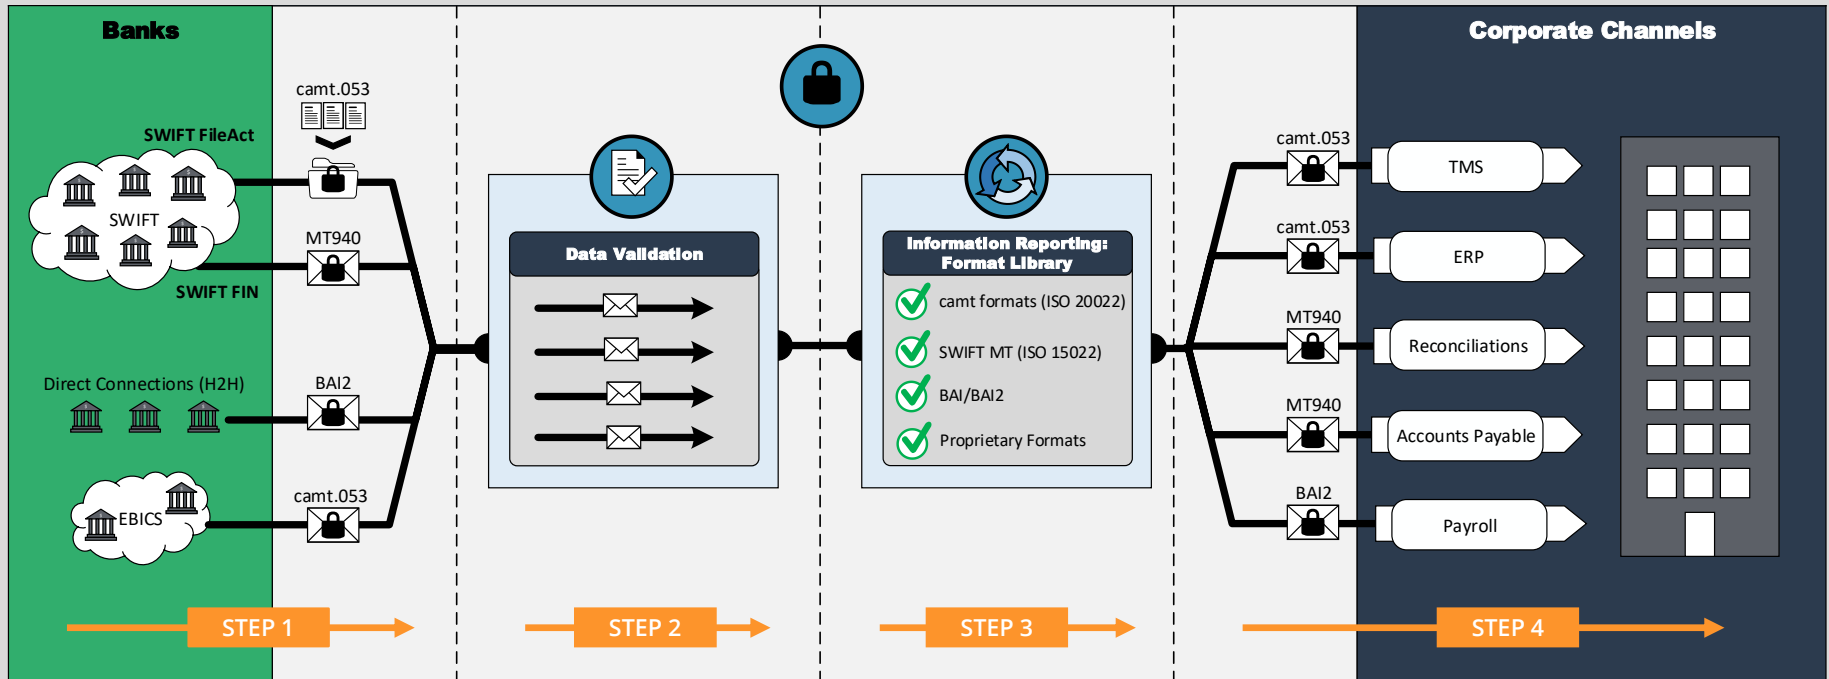 Banks
Corporate Channels
camt.053
SWIFT FileAct
SWIFT
MT940
SWIFT FIN
Direct Connections (H2H)
BAI2
camt.053
EBICS
Data Validation
Information Reporting:
Format Library
camt formats (ISO 20022)
SWIFT MT (ISO 15022)
BAI/BAI2
Proprietary Formats
camt.053
TMS
camt.053
ERP
MT940
Reconciliations
MT940
Accounts Payable
BAI2
Payroll
STEP 1
STEP 2
STEP 3
STEP 4